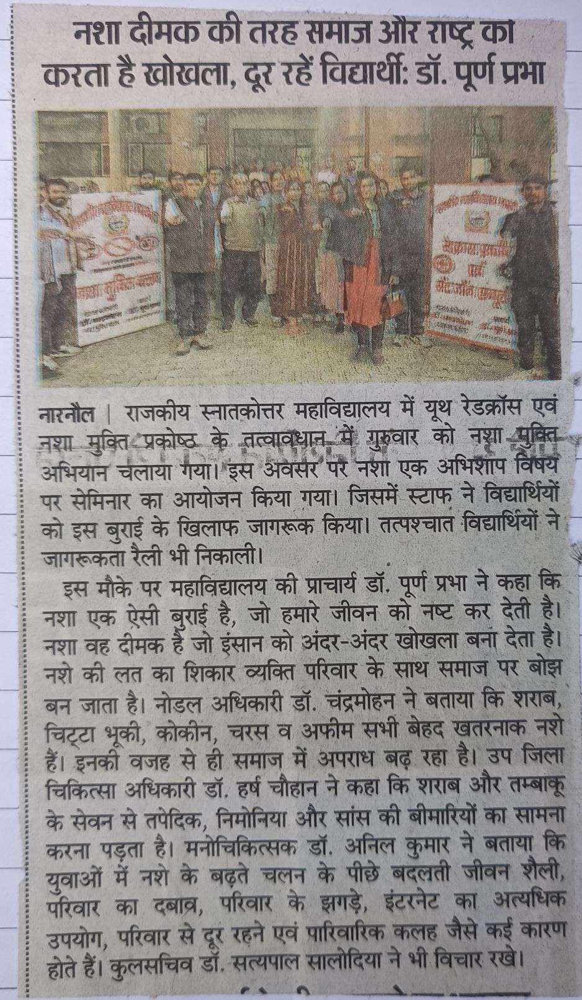 नशा दीमक की तरह समाज और राष्ट्र को
करता है खोखला, दूर रहें विद्यार्थी: डॉ. पूर्ण प्रभा
नारनौल | राजकीय स्नातकोत्तर महाविद्यालय में यूथ रेडक्रॉस एवं
नशा मुक्ति प्रकोष्ठ के तत्वावधान में गुरुवार को नशा मुक्ति
अभियान चलाया गया। इस अवसर पर नशा एक अभिशाप विषय
पर सेमिनार का आयोजन किया गया। जिसमें स्टाफ ने विद्यार्थियों
को इस बुराई के खिलाफ जागरूक किया। तत्पश्चात विद्यार्थियों ने
जागरूकता रैली भी निकाली।
इस मौके पर महाविद्यालय की प्राचार्य डॉ. पूर्ण प्रभा ने कहा कि
नशा एक ऐसी बुराई है, जो हमारे जीवन को नष्ट कर देती है।
नशा वह दीमक है जो इंसान को अंदर-अंदर खोखला बना देता है।
नशे की लत का शिकार व्यक्ति परिवार के साथ समाज पर बोझ
बन जाता है। नोडल अधिकारी डॉ. चंद्रमोहन ने बताया कि शराब,
चिट्टा भूकी, कोकीन, चरस व अफीम सभी बेहद खतरनाक नशे
हैं। इनकी वजह से ही समाज में अपराध बढ़ रहा है। उप जिला
चिकित्सा अधिकारी डॉ. हर्ष चौहान ने कहा कि शराब और तम्बाकू
के सेवन से तपेदिक, निमोनिया और सांस की बीमारियों का सामना
करना पड़ता है। मनोचिकित्सक डॉ. अनिल कुमार ने बताया कि
युवाओं में नशे के बढ़ते चलन के पीछे बदलती जीवन शैली,
परिवार का दबाव, परिवार के झगड़े, इंटरनेट का अत्यधिक
उपयोग, परिवार से दूर रहने एवं पारिवारिक कलह जैसे कई कारण
होते हैं। कुलसचिव डॉ. सत्यपाल सालोदिया ने भी विचार रखे।